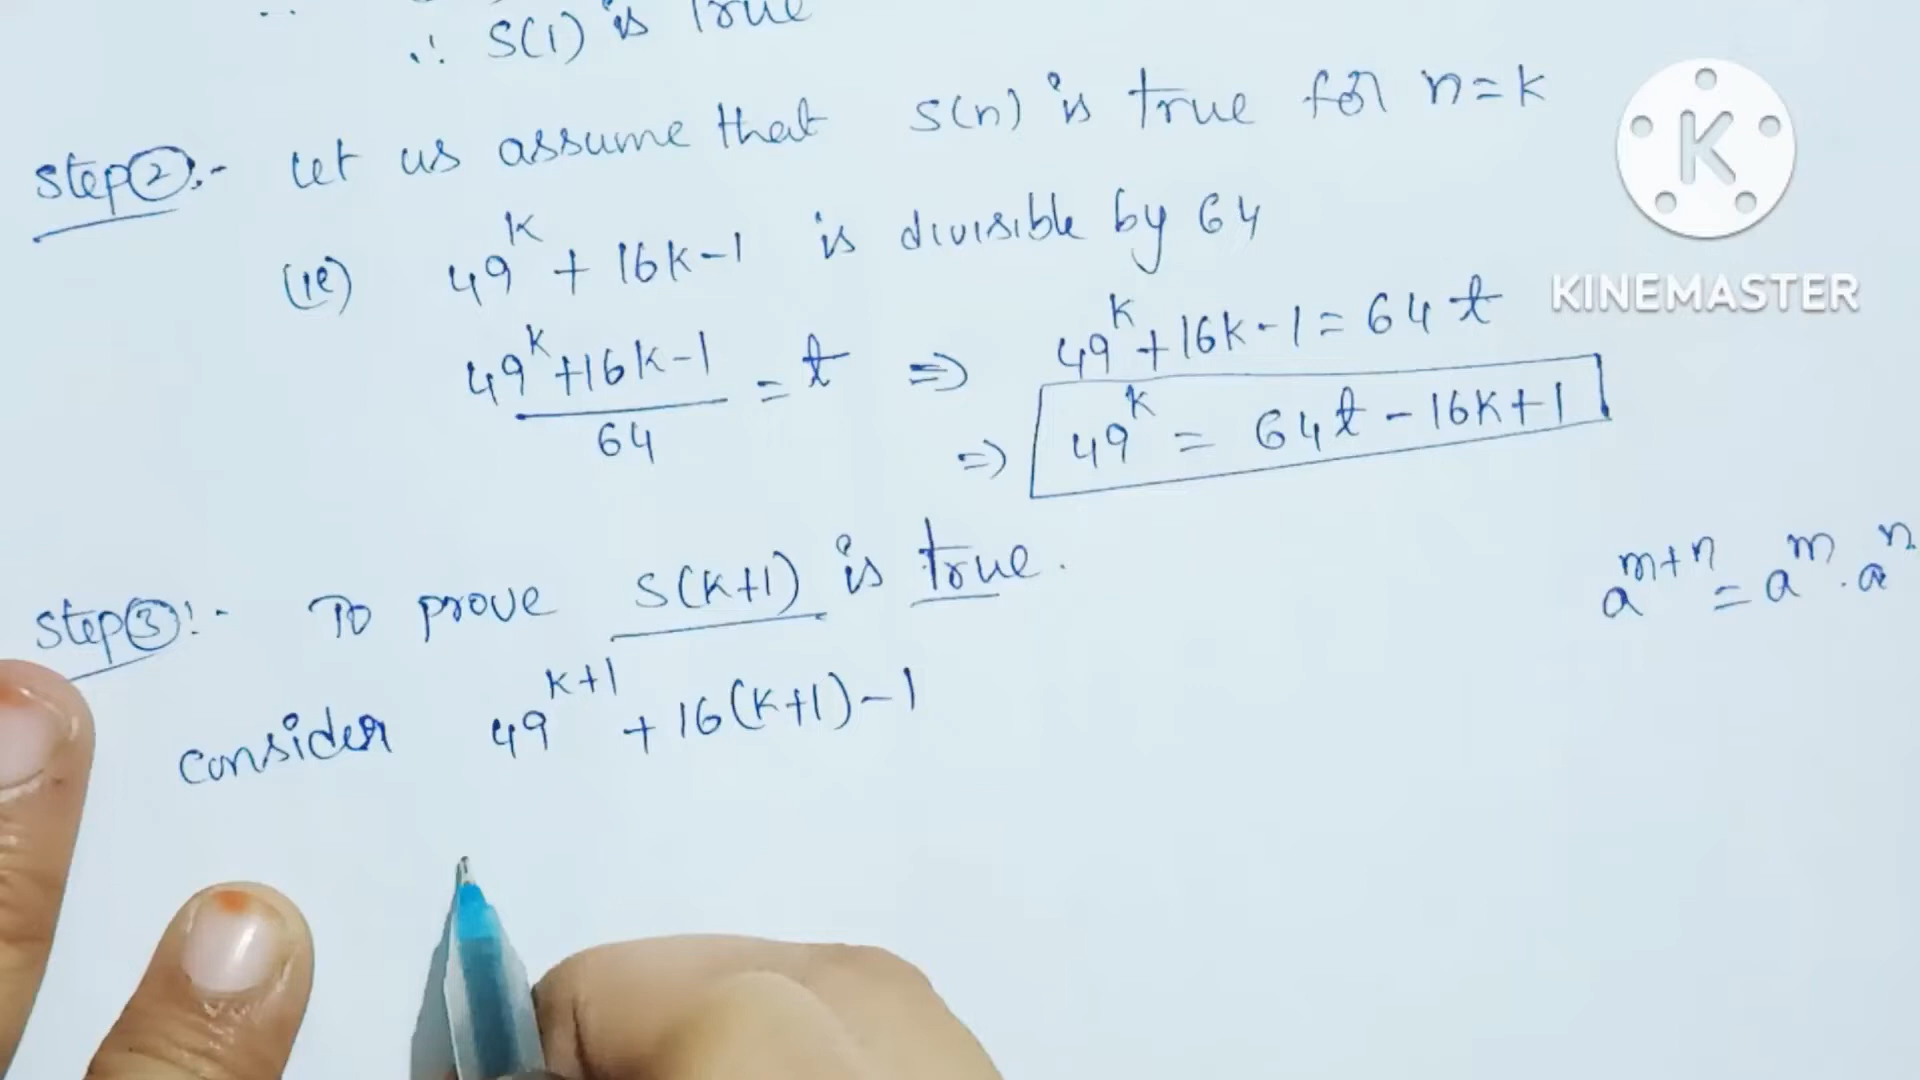 ∴ S(1) is True
Step②:- Let us assume that S(n) is true for n=k
(ie) 49^k + 16k-1 is divisible by 64
(49^k+16k-1)/64 = t ⇒ 49^k+16k-1=64t
⇒ 49^k = 64t-16k+1
Step③:- To prove S(k+1) is true.
a^(m+n) = a^m . a^n
Consider 49^(k+1) + 16(k+1)-1
K
KINEMASTER